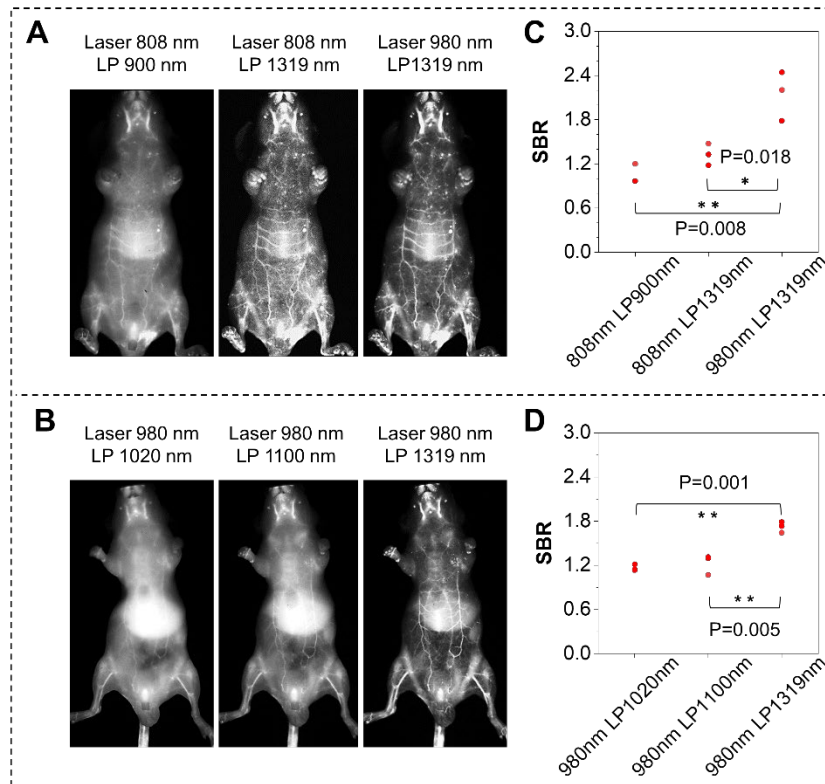 A
Laser 808 nm
LP 900 nm
Laser 808 nm
LP 1319 nm
Laser 980 nm
LP1319 nm
C
SBR
3.0
2.4
1.8
1.2
0.6
0.0
P=0.018
*
**
P=0.008
808nm LP900nm
808nm LP1319nm
980nm LP1319nm
B
Laser 980 nm
LP 1020 nm
Laser 980 nm
LP 1100 nm
Laser 980 nm
LP 1319 nm
D
SBR
3.0
2.4
1.8
1.2
0.6
0.0
P=0.001
**
**
P=0.005
980nm LP1020nm
980nm LP1100nm
980nm LP1319nm